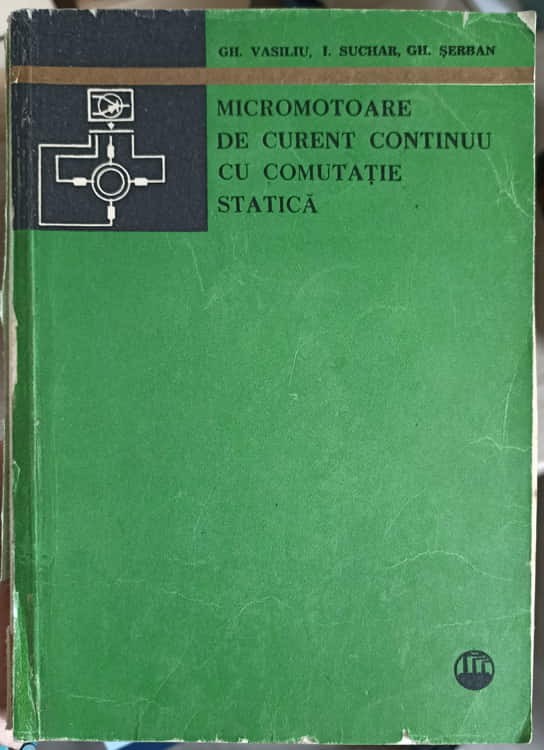 GH. VASILIU, I. SUCHAR, GH. ȘERBAN
MICROMOTOARE
DE CURENT CONTINUU
CU COMUTAȚIE
STATICĂ